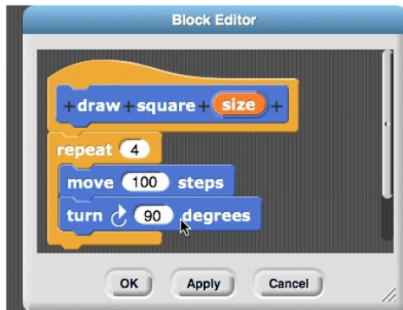 Block Editor
+draw+square+ size +
repeat 4
move 100 steps
turn 90 degrees
OK Apply Cancel